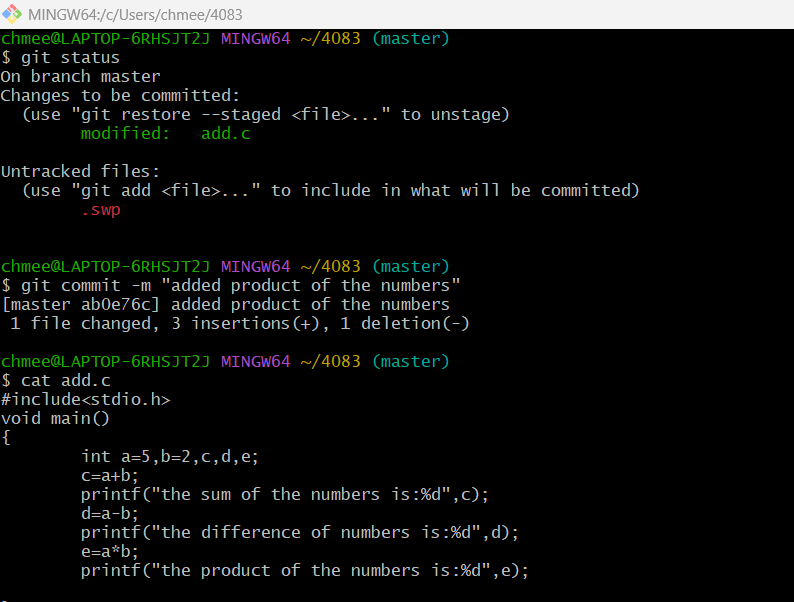 MINGW64:/c/Users/chmee/4083
chmee@LAPTOP-6RHSJT2J MINGW64 ~/4083 (master)
$ git status
On branch master
Changes to be committed:
  (use "git restore --staged <file>..." to unstage)
        modified:   add.c

Untracked files:
  (use "git add <file>..." to include in what will be committed)
        .swp

chmee@LAPTOP-6RHSJT2J MINGW64 ~/4083 (master)
$ git commit -m "added product of the numbers"
[master ab0e76c] added product of the numbers
 1 file changed, 3 insertions(+), 1 deletion(-)

chmee@LAPTOP-6RHSJT2J MINGW64 ~/4083 (master)
$ cat add.c
#include<stdio.h>
void main()
{
        int a=5,b=2,c,d,e;
        c=a+b;
        printf("the sum of the numbers is:%d",c);
        d=a-b;
        printf("the difference of numbers is:%d",d);
        e=a*b;
        printf("the product of the numbers is:%d",e);